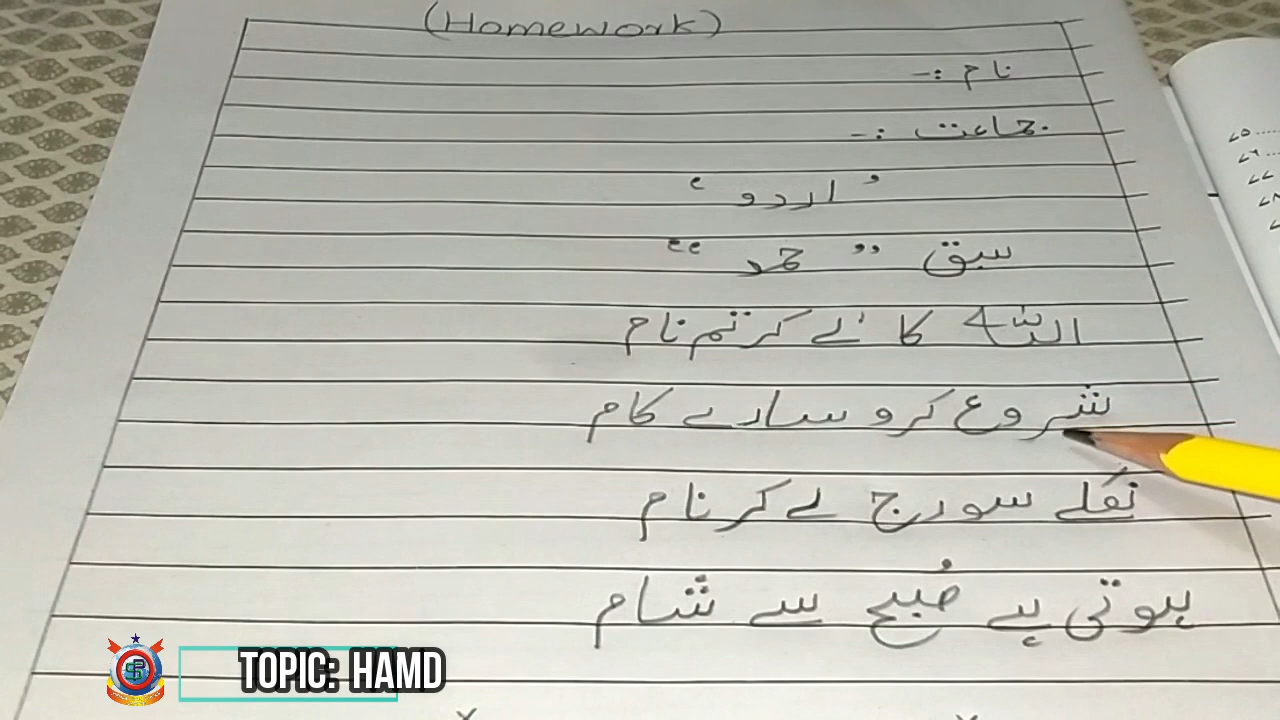 (Homework)
نام :-
جماعت :-
‘اردو’
سبق “حمد”
اللہ کا لے کر تم نام
شروع کرو سارے کام
نکلے سورج لے کر نام
ہوتی ہے صُبح سے شام
TOPIC: HAMD